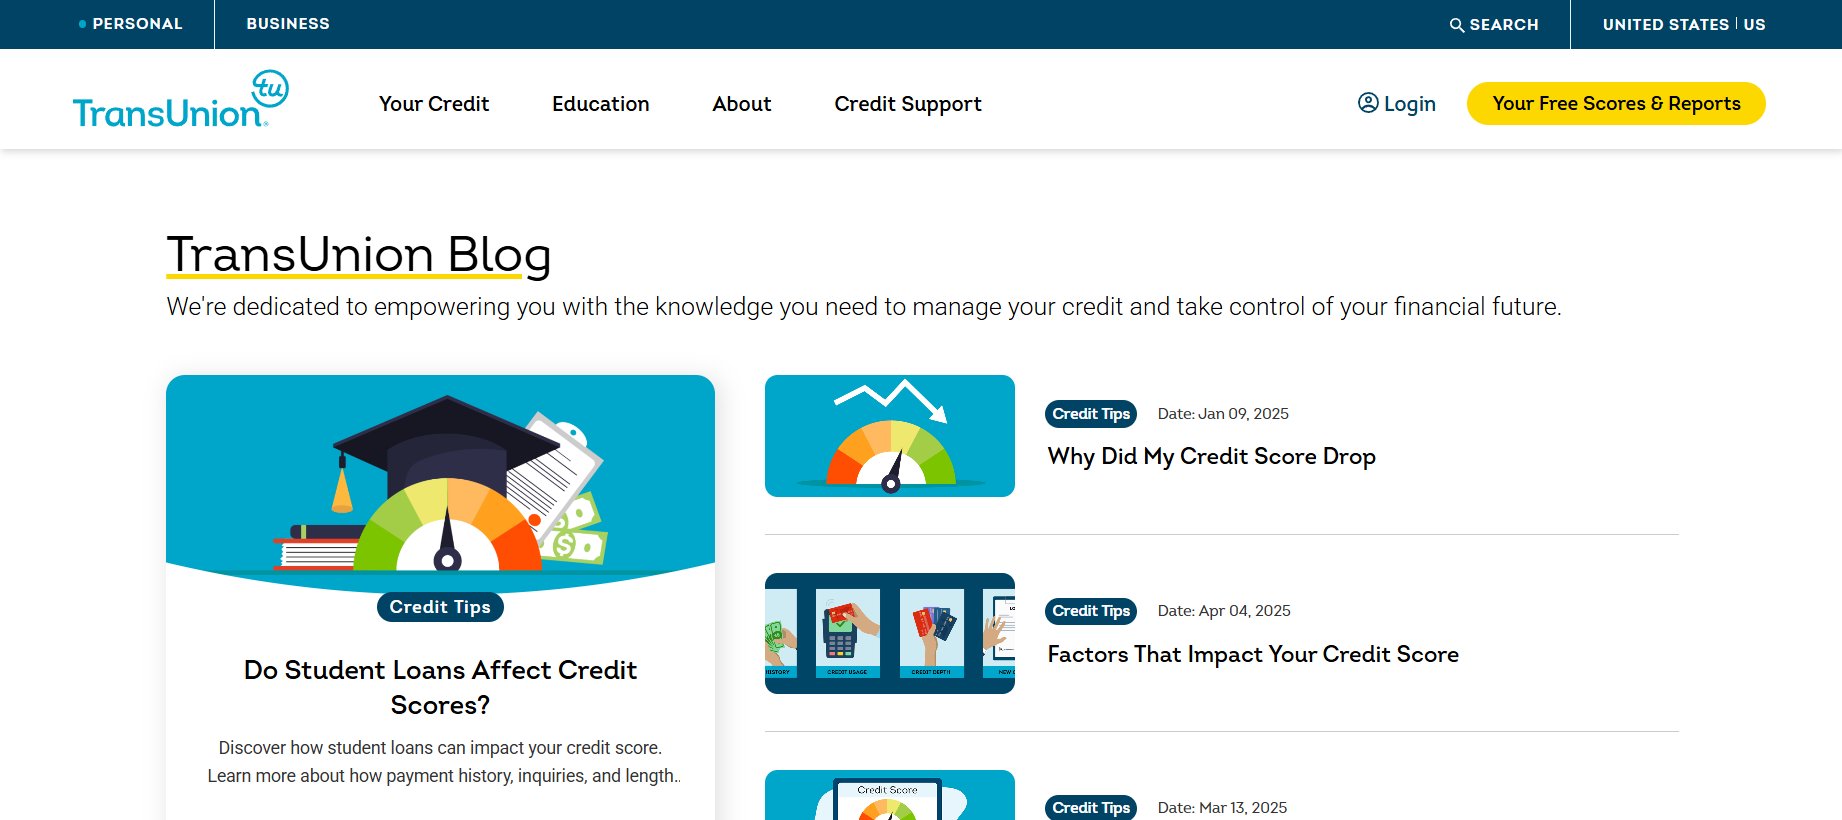 PERSONAL
BUSINESS
SEARCH
UNITED STATES | US
tu
TransUnion®
Your Credit
Education
About
Credit Support
Login
Your Free Scores & Reports
TransUnion Blog
We're dedicated to empowering you with the knowledge you need to manage your credit and take control of your financial future.
Credit Tips
Do Student Loans Affect Credit
Scores?
Discover how student loans can impact your credit score.
Learn more about how payment history, inquiries, and length..
Credit Tips
Date: Jan 09, 2025
Why Did My Credit Score Drop
HISTORY
CREDIT USAGE
CREDIT DEPTH
NEW
Credit Tips
Date: Apr 04, 2025
Factors That Impact Your Credit Score
Credit Score
Credit Tips
Date: Mar 13, 2025